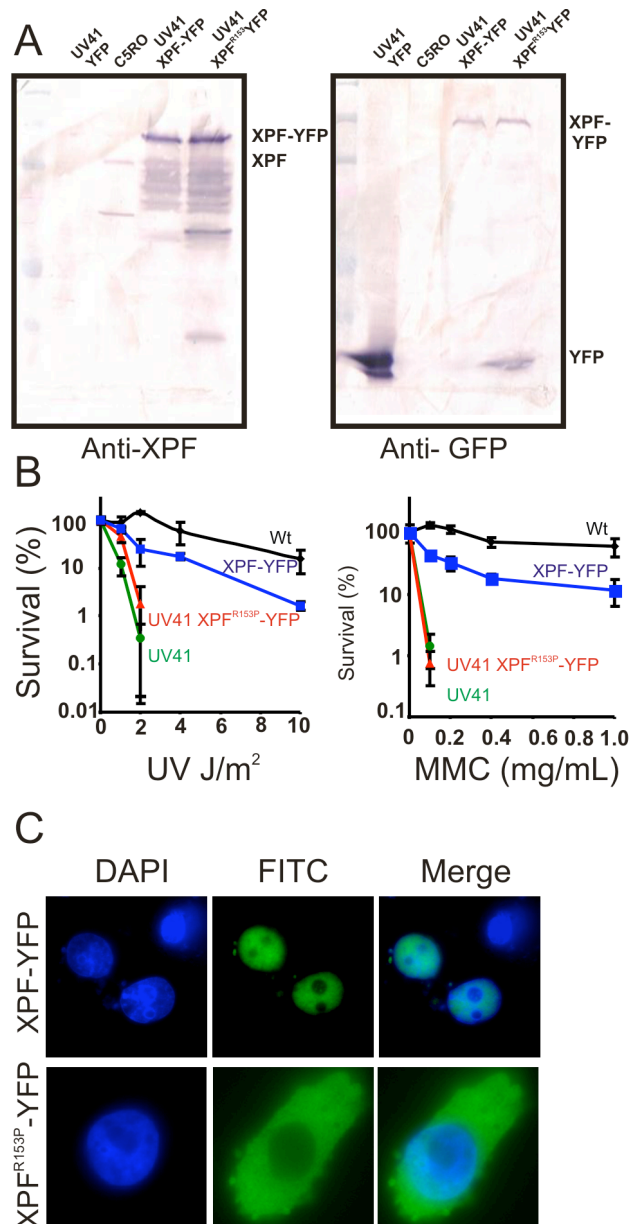 A
UV41 YFP
C5RO
UV41 XPF-YFP
UV41 XPFR153YFP
XPF-YFP
XPF
Anti-XPF
UV41 YFP
C5RO
UV41 XPF-YFP
UV41 XPFR153YFP
XPF-
YFP
YFP
Anti- GFP
B
Survival (%)
100
10
1
0.1
0.01
0 2 4 6 8 10
UV J/m²
Wt
XPF-YFP
UV41 XPFR153P-YFP
UV41
Survival (%)
100
10
1
0.1
0 0.2 0.4 0.6 0.8 1.0
MMC (mg/mL)
Wt
XPF-YFP
UV41 XPFR153P-YFP
UV41
C
DAPI FITC Merge
XPF-YFP
XPFR153P-YFP